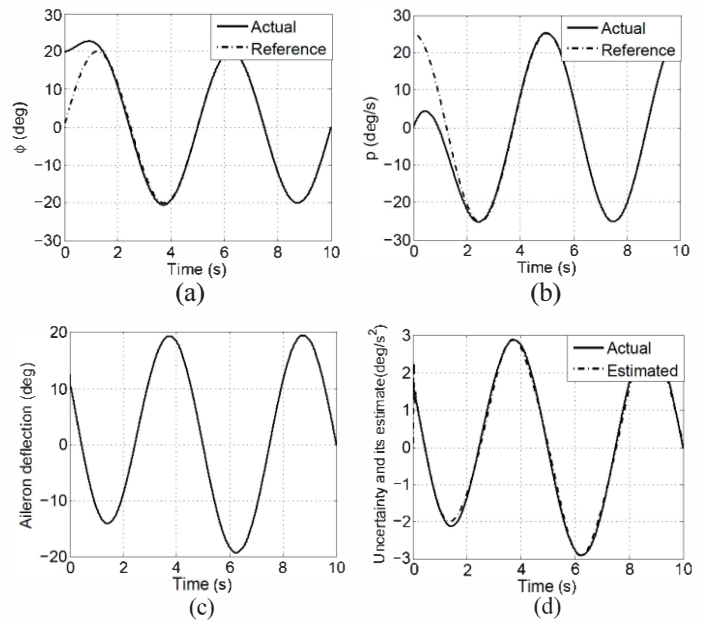 30
20
10
0
−10
−20
−30
0 2 4 6 8 10
ϕ (deg)
Time (s)
Actual
Reference
(a)
30
20
10
0
−10
−20
−30
0 2 4 6 8 10
p (deg/s)
Time (s)
Actual
Reference
(b)
20
10
0
−10
−20
0 2 4 6 8 10
Aileron deflection (deg)
Time (s)
(c)
3
2
1
0
−1
−2
−3
0 2 4 6 8 10
Uncertainty and its estimate(deg/s²)
Time (s)
Actual
Estimated
(d)